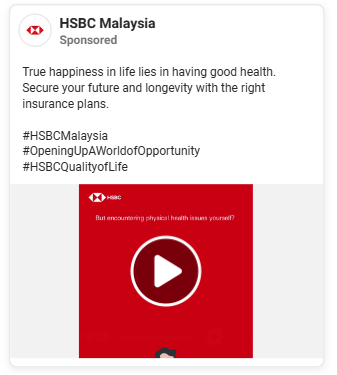 HSBC Malaysia
Sponsored
True happiness in life lies in having good health.
Secure your future and longevity with the right
insurance plans.
#HSBCMalaysia
#OpeningUpAWorldofOpportunity
#HSBCQualityofLife
HSBC
But encountering physical health issues yourself?